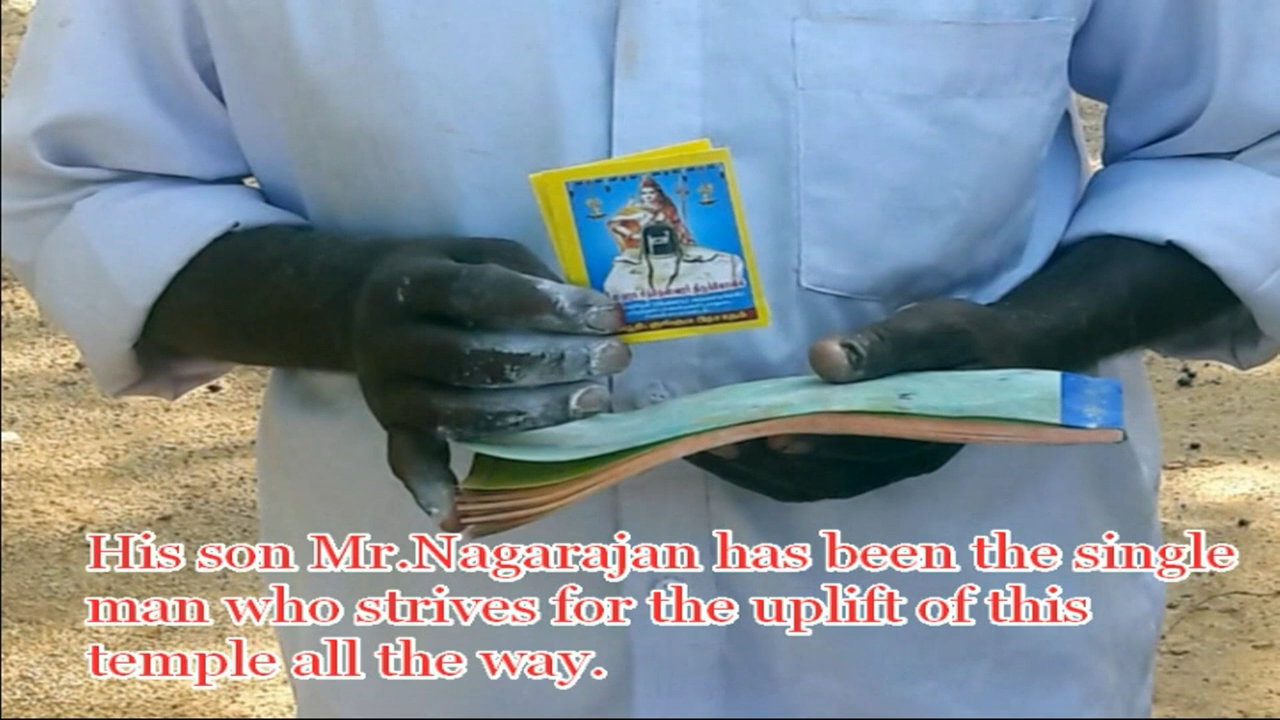 His son Mr.Nagarajan has been the single
man who strives for the uplift of this
temple all the way.